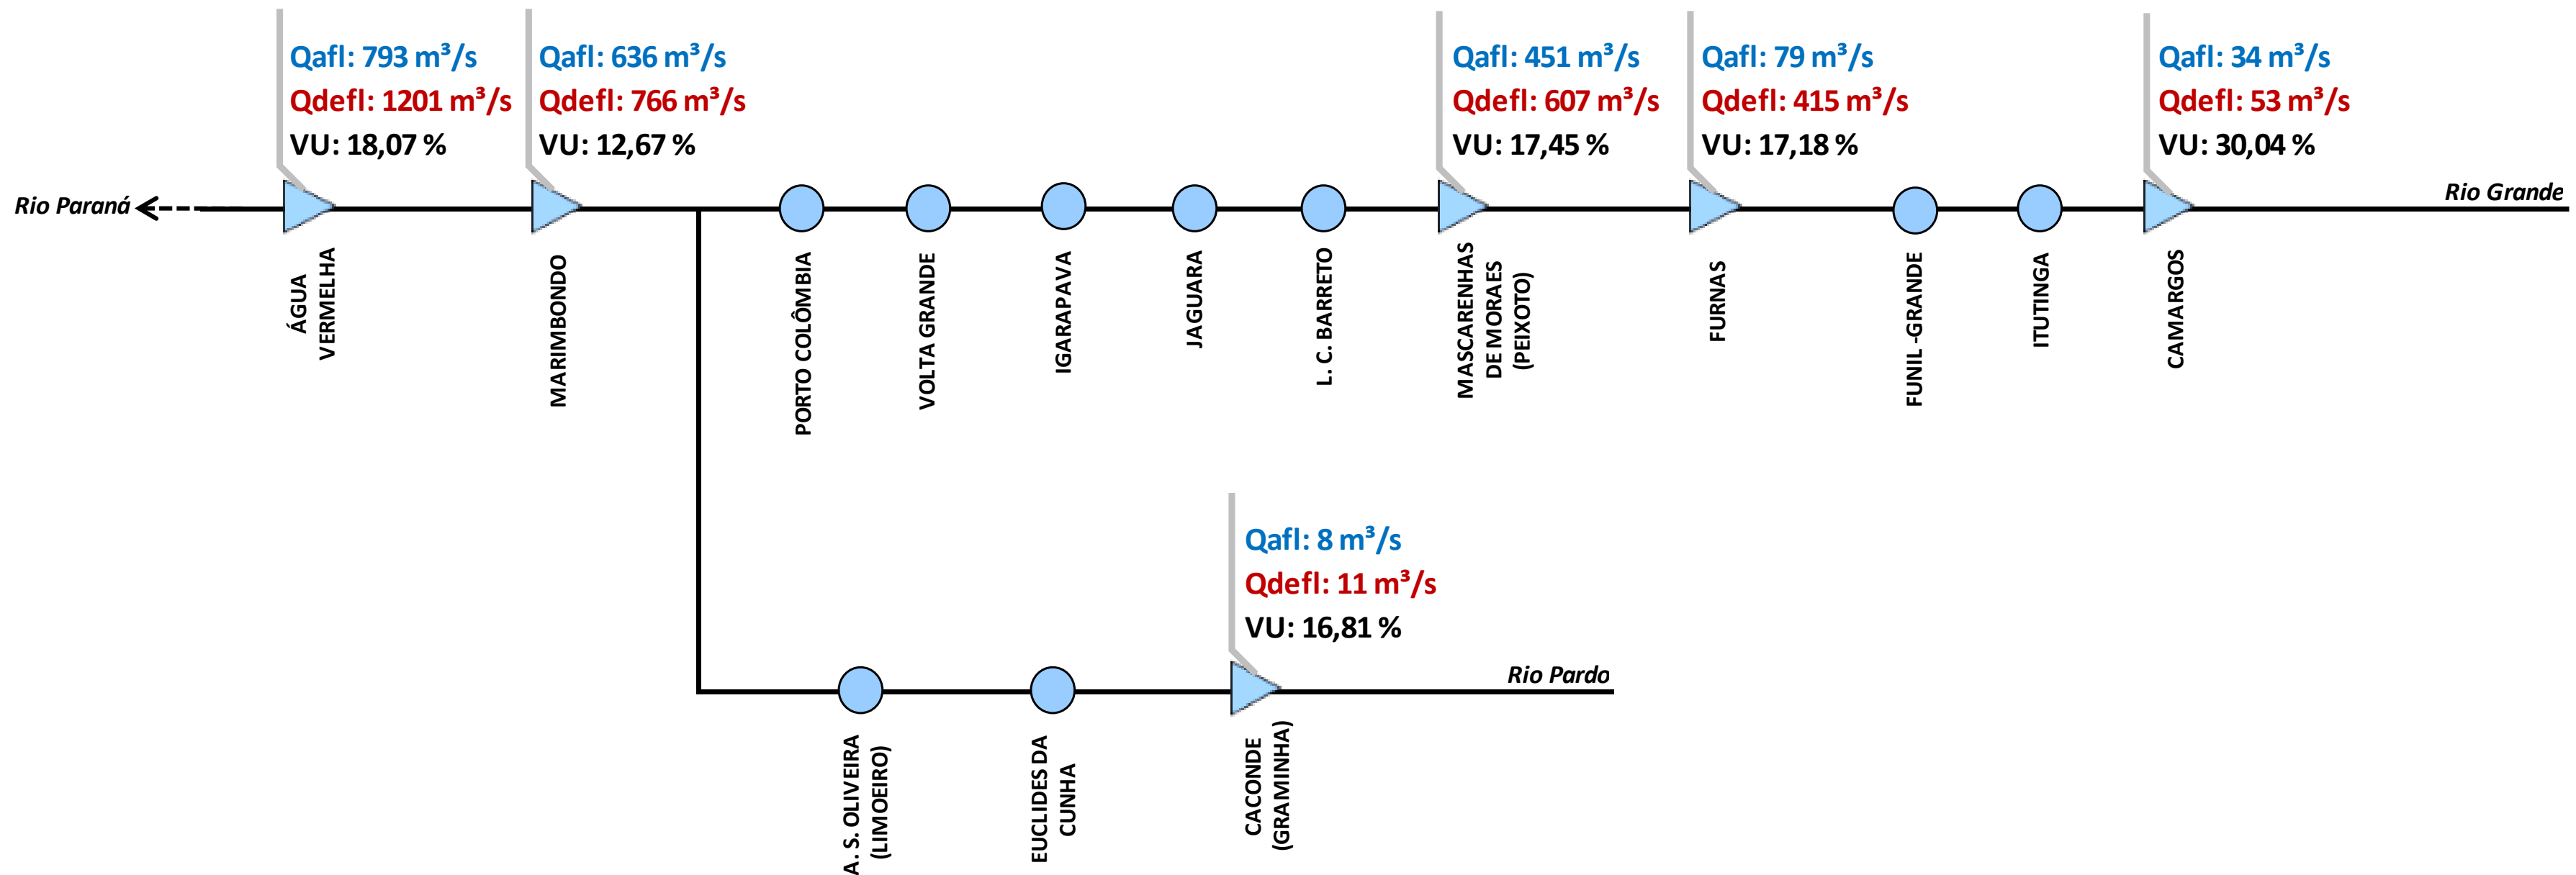 Qafl: 793 m³/s
Qdefl: 1201 m³/s
VU: 18,07 %
Qafl: 636 m³/s
Qdefl: 766 m³/s
VU: 12,67 %
Qafl: 451 m³/s
Qdefl: 607 m³/s
VU: 17,45 %
Qafl: 79 m³/s
Qdefl: 415 m³/s
VU: 17,18 %
Qafl: 34 m³/s
Qdefl: 53 m³/s
VU: 30,04 %
Rio Paraná
Rio Grande
ÁGUA
VERMELHA
MARIMBONDO
PORTO COLÔMBIA
VOLTA GRANDE
IGARAPAVA
JAGUARA
L. C. BARRETO
MASCARENHAS
DE MORAES
(PEIXOTO)
FURNAS
FUNIL -GRANDE
ITUTINGA
CAMARGOS
Qafl: 8 m³/s
Qdefl: 11 m³/s
VU: 16,81 %
Rio Pardo
A. S. OLIVEIRA
(LIMOEIRO)
EUCLIDES DA
CUNHA
CACONDE
(GRAMINHA)